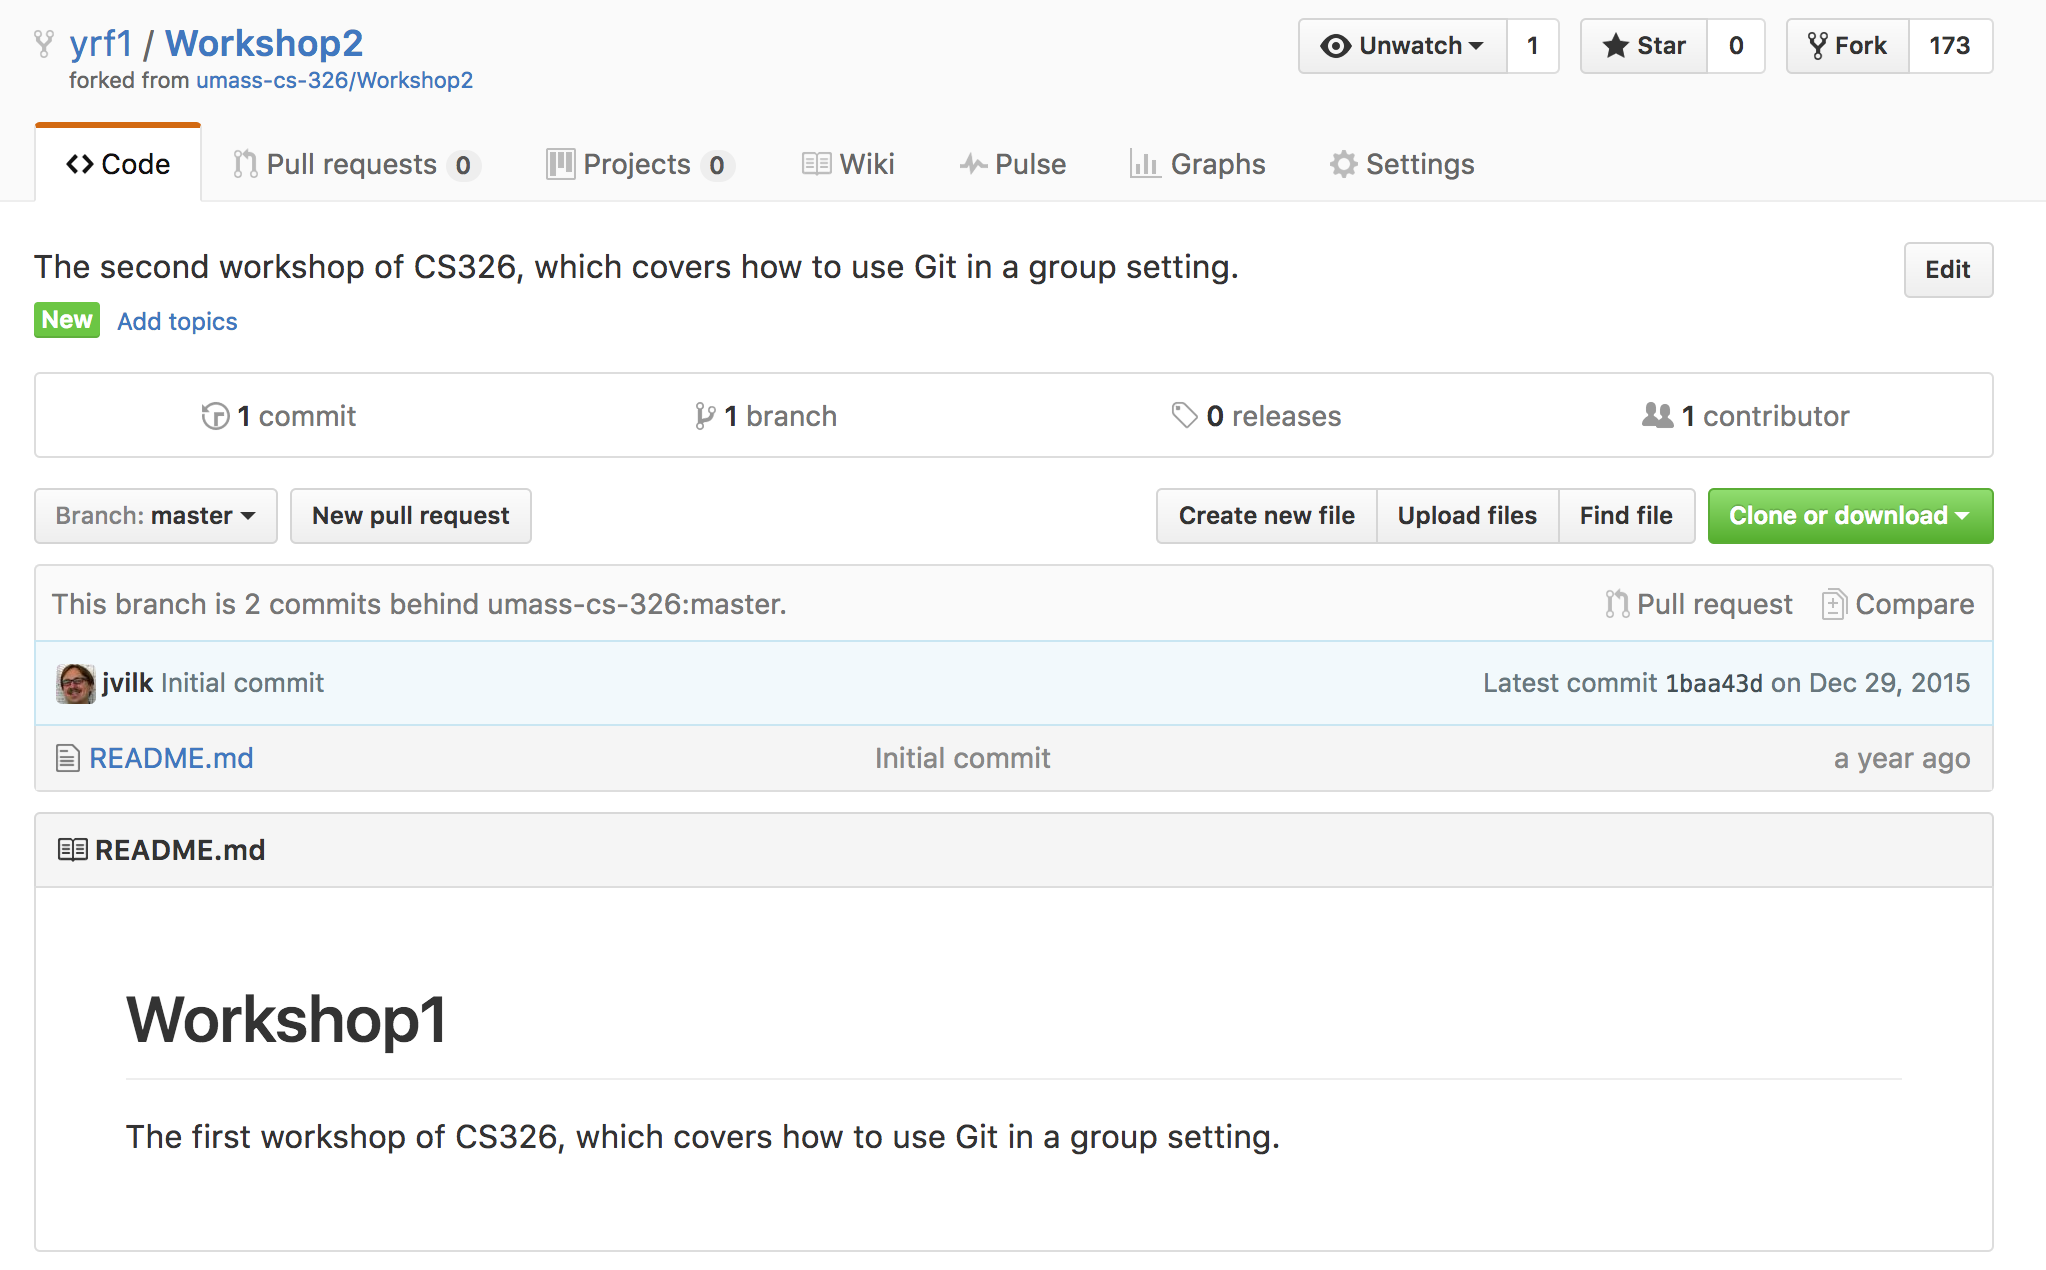 yrf1 / Workshop2
Unwatch 1 Star 0 Fork 173
forked from umass-cs-326/Workshop2
Code Pull requests 0 Projects 0 Wiki Pulse Graphs Settings
The second workshop of CS326, which covers how to use Git in a group setting.
Edit
New Add topics
1 commit 1 branch 0 releases 1 contributor
Branch: master New pull request Create new file Upload files Find file Clone or download
This branch is 2 commits behind umass-cs-326:master. Pull request Compare
jvilk Initial commit Latest commit 1baa43d on Dec 29, 2015
README.md Initial commit a year ago
README.md
Workshop1
The first workshop of CS326, which covers how to use Git in a group setting.